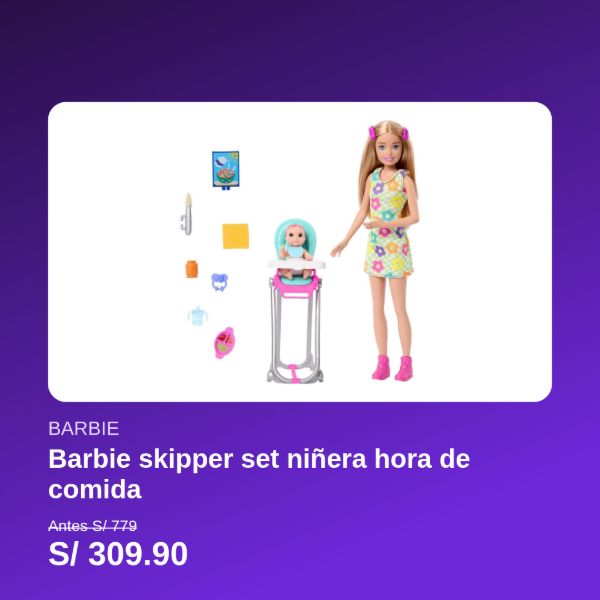 BARBIE
Barbie skipper set niñera hora de
comida
Antes S/ 779
S/ 309.90